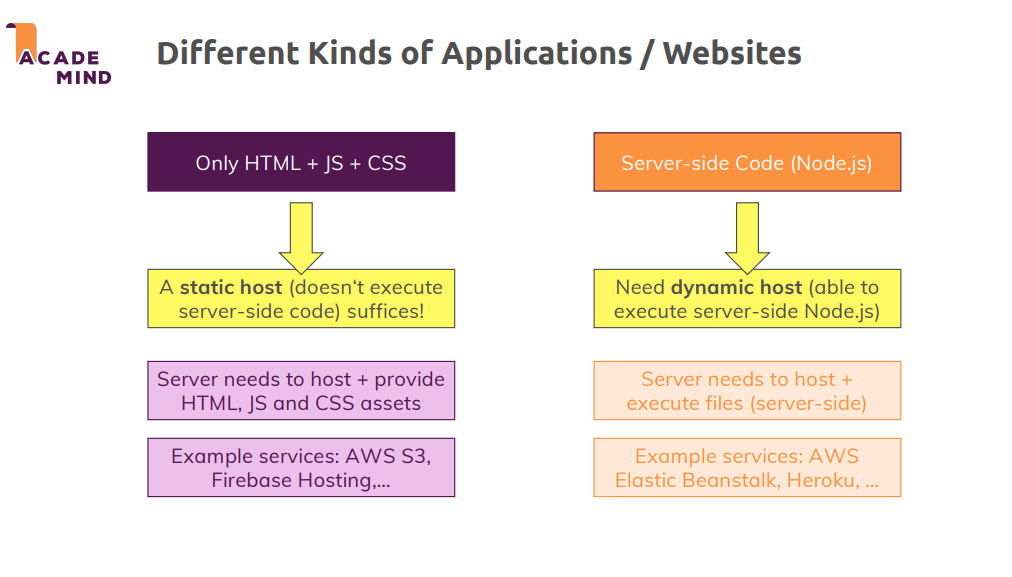 ACADE
MIND
Different Kinds of Applications / Websites
Only HTML + JS + CSS
Server-side Code (Node.js)
A static host (doesn‘t execute
server-side code) suffices!
Need dynamic host (able to
execute server-side Node.js)
Server needs to host + provide
HTML, JS and CSS assets
Server needs to host +
execute files (server-side)
Example services: AWS S3,
Firebase Hosting,...
Example services: AWS
Elastic Beanstalk, Heroku, ...